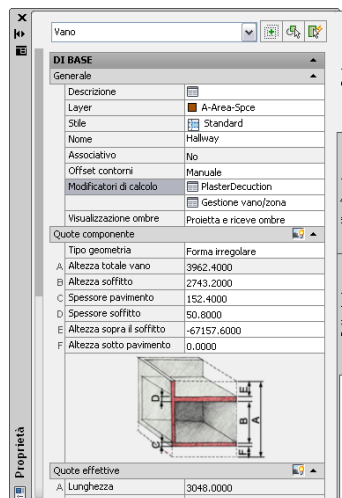 Vano
DI BASE
Generale
Descrizione
Layer A-Area-Spce
Stile Standard
Nome Hallway
Associativo No
Offset contorni Manuale
Modificatori di calcolo PlasterDecuction
Gestione vano/zona
Visualizzazione ombre Proietta e riceve ombre
Quote componente
Tipo geometria Forma irregolare
A Altezza totale vano 3962.4000
B Altezza soffitto 2743.2000
C Spessore pavimento 152.4000
D Spessore soffitto 50.8000
E Altezza sopra il soffitto -67157.6000
F Altezza sotto pavimento 0.0000
D E
B A
C F
Quote effettive
A Lunghezza 3048.0000
Proprietà